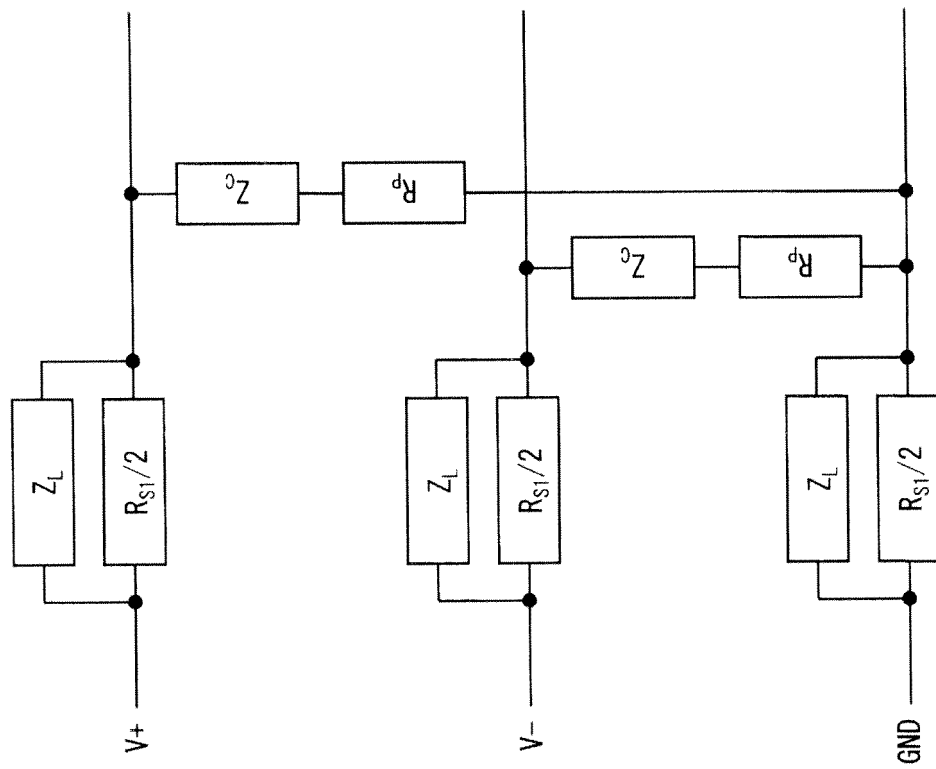 Z_C
R_p
Z_C
R_p
Z_L
R_S1/2
Z_L
R_S1/2
Z_L
R_S1/2
V+
V-
GND